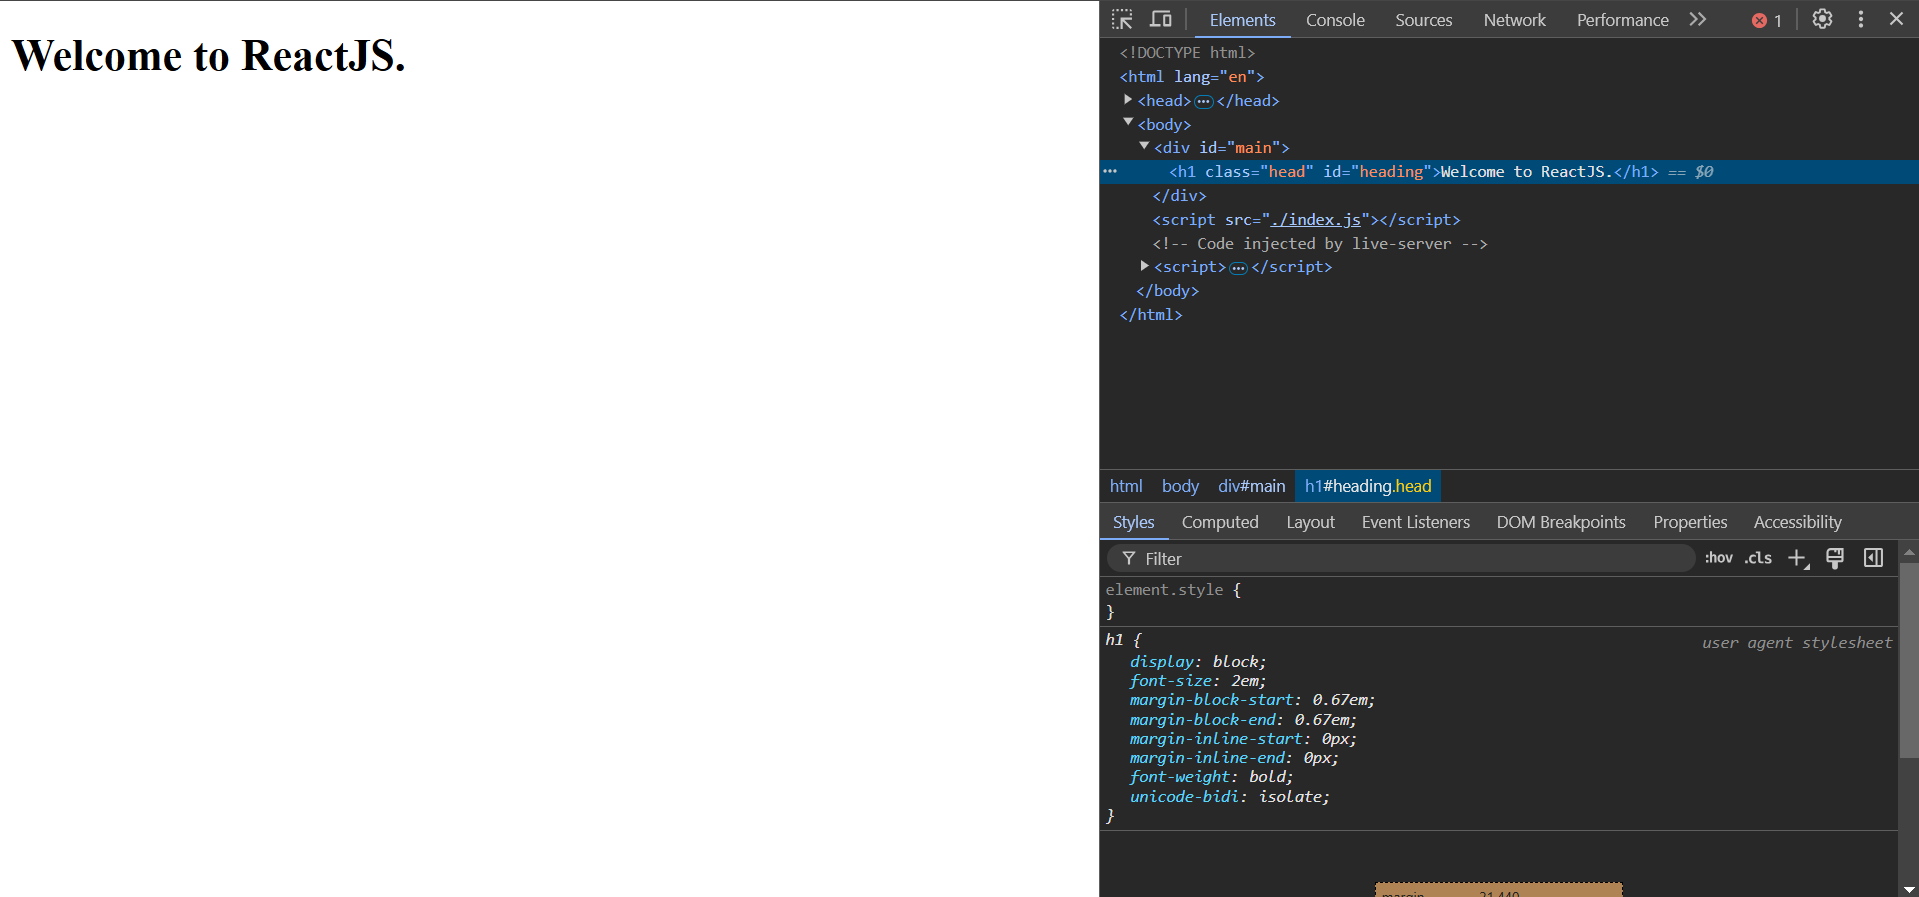 Welcome to ReactJS.
Elements Console Sources Network Performance 1
<!DOCTYPE html>
<html lang="en">
<head>…</head>
<body>
<div id="main">
<h1 class="head" id="heading">Welcome to ReactJS.</h1> == $0
</div>
<script src="./index.js"></script>
<!-- Code injected by live-server -->
<script>…</script>
</body>
</html>
html body div#main h1#heading.head
Styles Computed Layout Event Listeners DOM Breakpoints Properties Accessibility
Filter :hov .cls
element.style {
}
h1 { user agent stylesheet
display: block;
font-size: 2em;
margin-block-start: 0.67em;
margin-block-end: 0.67em;
margin-inline-start: 0px;
margin-inline-end: 0px;
font-weight: bold;
unicode-bidi: isolate;
}
margin 21.440